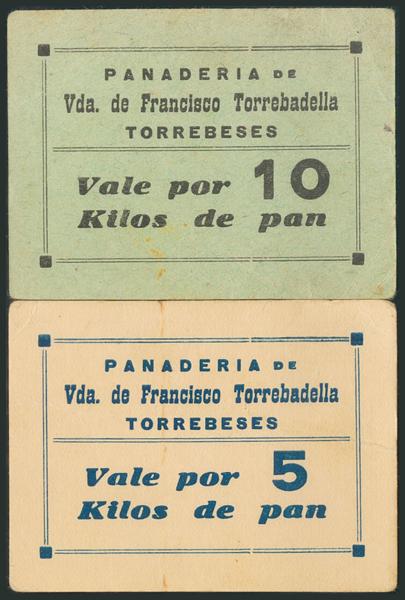 PANADERIA DE
Vda. de Francisco Torrebadella
TORREBESES
Vale por 10
Kilos de pan
PANADERIA DE
Vda. de Francisco Torrebadella
TORREBESES
Vale por 5
Kilos de pan